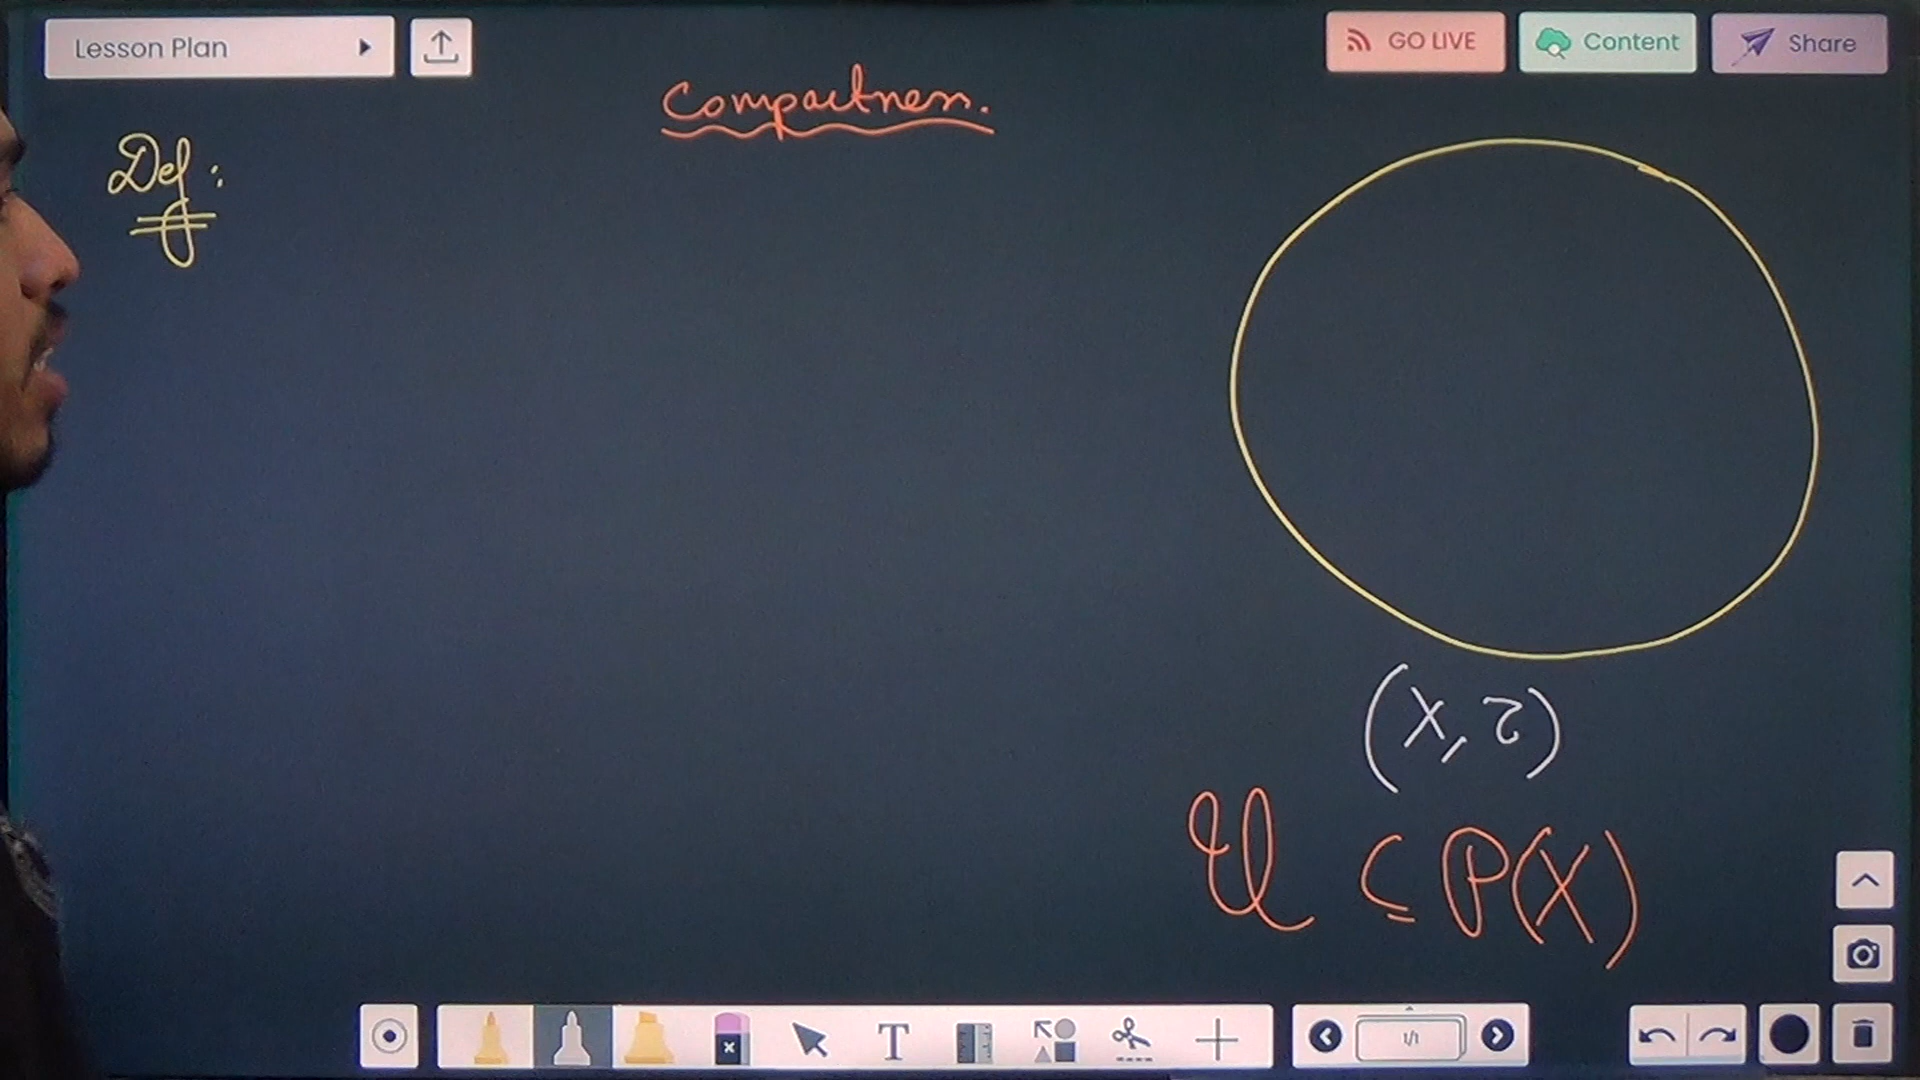 Lesson Plan
GO LIVE
Content
Share
Compactness.
Def:
(X, τ)
𝒰 ⊆ P(X)
T
1/1